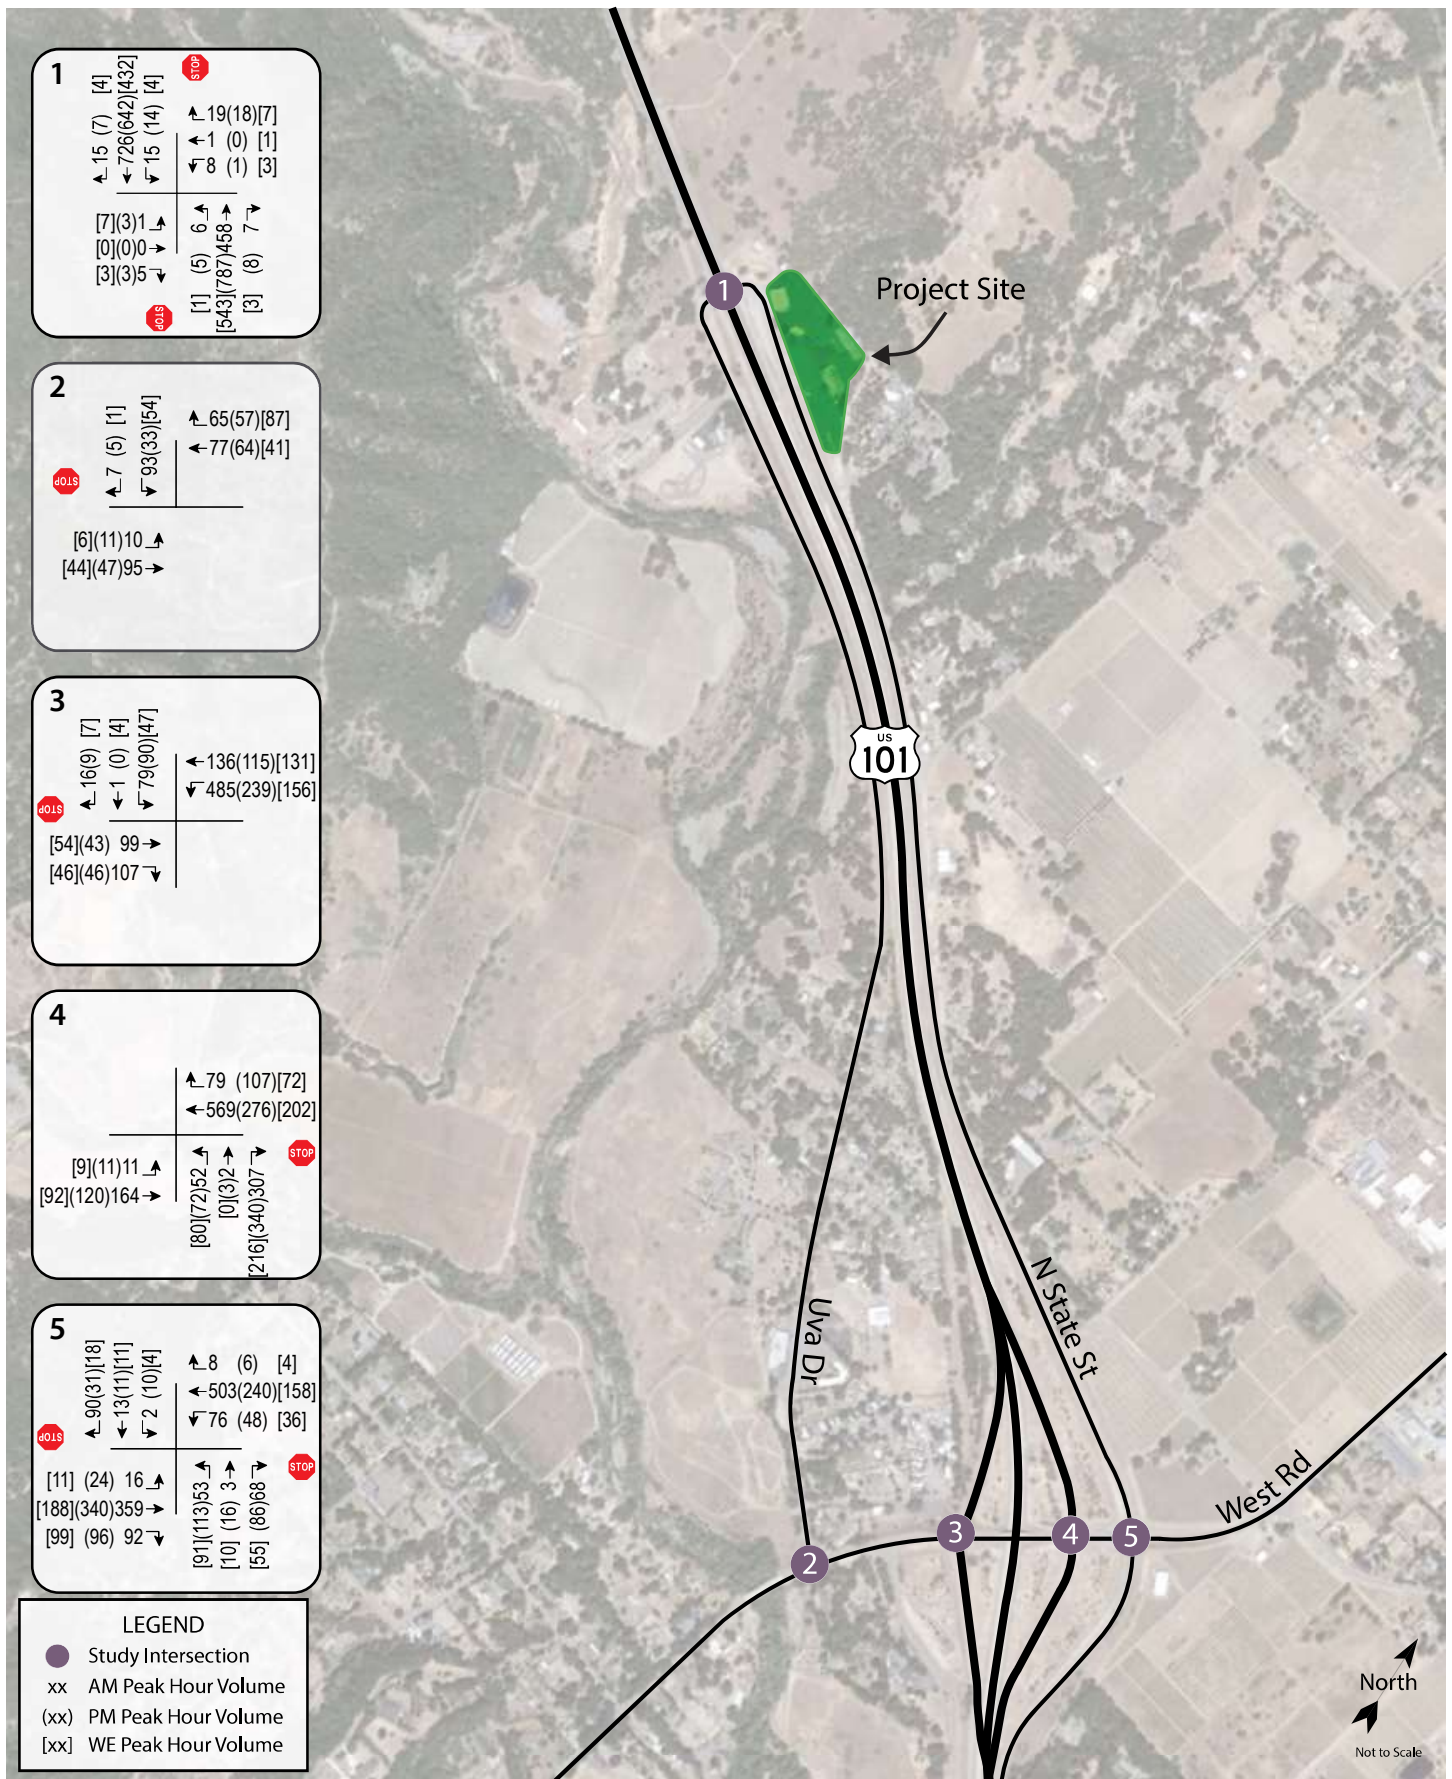 1
15 (7) [4]
726(642)[432]
15 (14) [4]
STOP
19(18)[7]
1 (0) [1]
8 (1) [3]
[7](3)1
[0](0)0
[3](3)5
STOP
[1] (5) 6
[543](787)458
[3] (8) 7
2
STOP
7 (5) [1]
93(33)[54]
65(57)[87]
77(64)[41]
[6](11)10
[44](47)95
3
STOP
16(9) [7]
1 (0) [4]
79(90)[47]
136(115)[131]
485(239)[156]
[54](43) 99
[46](46)107
4
79 (107)[72]
569(276)[202]
[9](11)11
[92](120)164
[80](72)52
[0](3)2
[216](340)307
STOP
5
STOP
90(31)[18]
13(11)[11]
2 (10)[4]
8 (6) [4]
503(240)[158]
76 (48) [36]
[11] (24) 16
[188](340)359
[99] (96) 92
[91](113)53
[10] (16) 3
[55] (86)68
STOP
LEGEND
Study Intersection
xx AM Peak Hour Volume
(xx) PM Peak Hour Volume
[xx] WE Peak Hour Volume
1
Project Site
US
101
Uva Dr
N State St
West Rd
2
3
4
5
North
Not to Scale